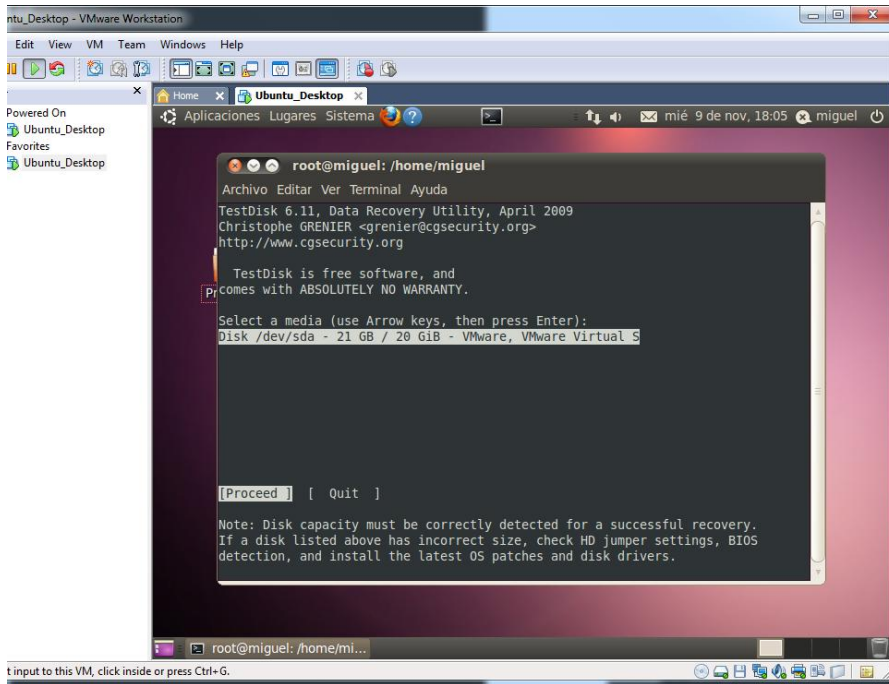 ntu_Desktop - VMware Workstation
Edit View VM Team Windows Help
Powered On
Ubuntu_Desktop
Favorites
Ubuntu_Desktop
Home Ubuntu_Desktop
Aplicaciones Lugares Sistema mié 9 de nov, 18:05 miguel
root@miguel: /home/miguel
Archivo Editar Ver Terminal Ayuda
TestDisk 6.11, Data Recovery Utility, April 2009
Christophe GRENIER <grenier@cgsecurity.org>
http://www.cgsecurity.org
TestDisk is free software, and
Pr
comes with ABSOLUTELY NO WARRANTY.
Select a media (use Arrow keys, then press Enter):
Disk /dev/sda - 21 GB / 20 GiB - VMware, VMware Virtual S
[Proceed ] [ Quit ]
Note: Disk capacity must be correctly detected for a successful recovery.
If a disk listed above has incorrect size, check HD jumper settings, BIOS
detection, and install the latest OS patches and disk drivers.
root@miguel: /home/mi...
t input to this VM, click inside or press Ctrl+G.